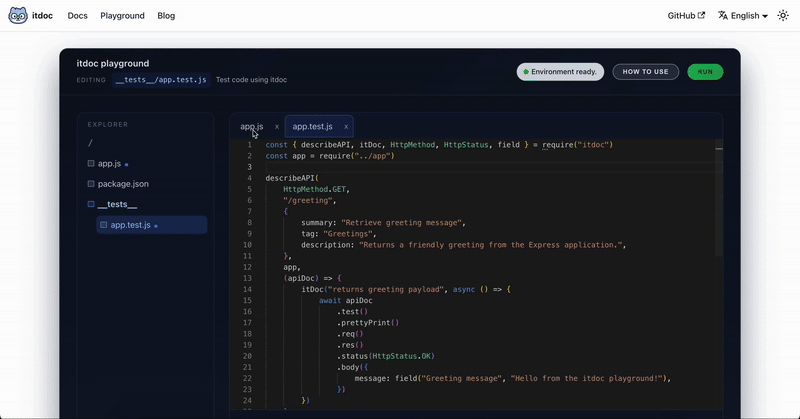 itdoc Docs Playground Blog GitHub English
itdoc playground
EDITING __tests__/app.test.js Test code using itdoc
Environment ready. HOW TO USE RUN
EXPLORER
/
app.js
package.json
__tests__
app.test.js
app.js x app.test.js x
1 const { describeAPI, itDoc, HttpMethod, HttpStatus, field } = require("itdoc")
2 const app = require("../app")
3
4 describeAPI(
5 HttpMethod.GET,
6 "/greeting",
7 {
8 summary: "Retrieve greeting message",
9 tag: "Greetings",
10 description: "Returns a friendly greeting from the Express application.",
11 },
12 app,
13 (apiDoc) => {
14 itDoc("returns greeting payload", async () => {
15 await apiDoc
16 .test()
17 .prettyPrint()
18 .req()
19 .res()
20 .status(HttpStatus.OK)
21 .body({
22 message: field("Greeting message", "Hello from the itdoc playground!"),
23 })
24 })